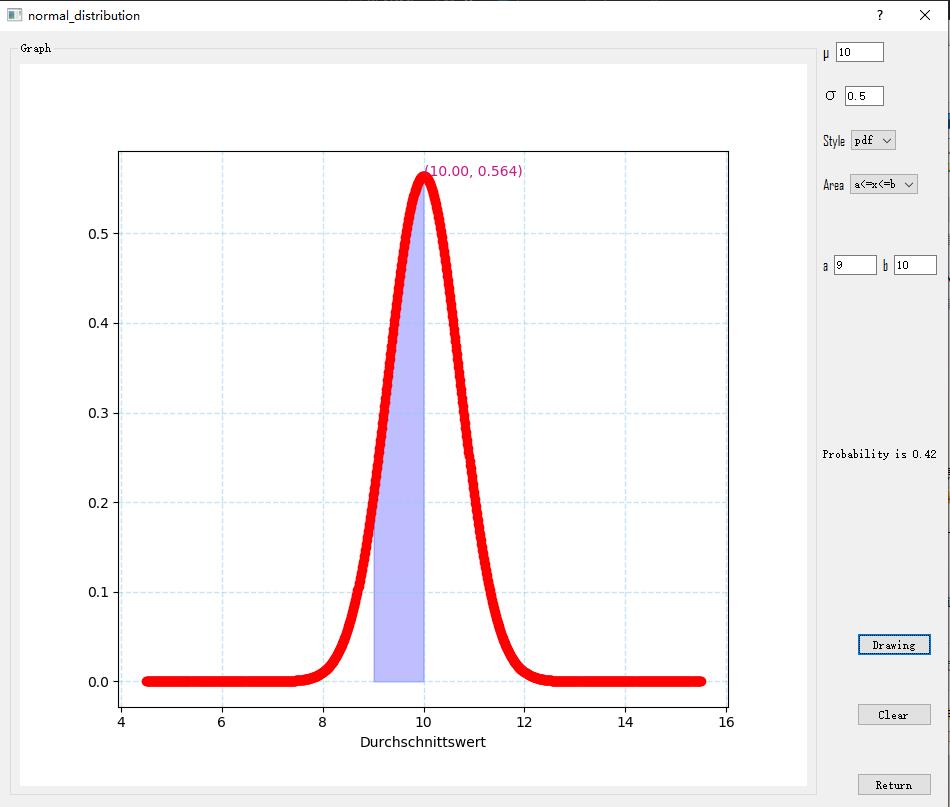 normal_distribution
?
Graph
(10.00, 0.564)
0.5
0.4
0.3
0.2
0.1
0.0
4 6 8 10 12 14 16
Durchschnittswert
μ 10
σ 0.5
Style pdf
Area a<=x<=b
a 9 b 10
Probability is 0.42
Drawing
Clear
Return